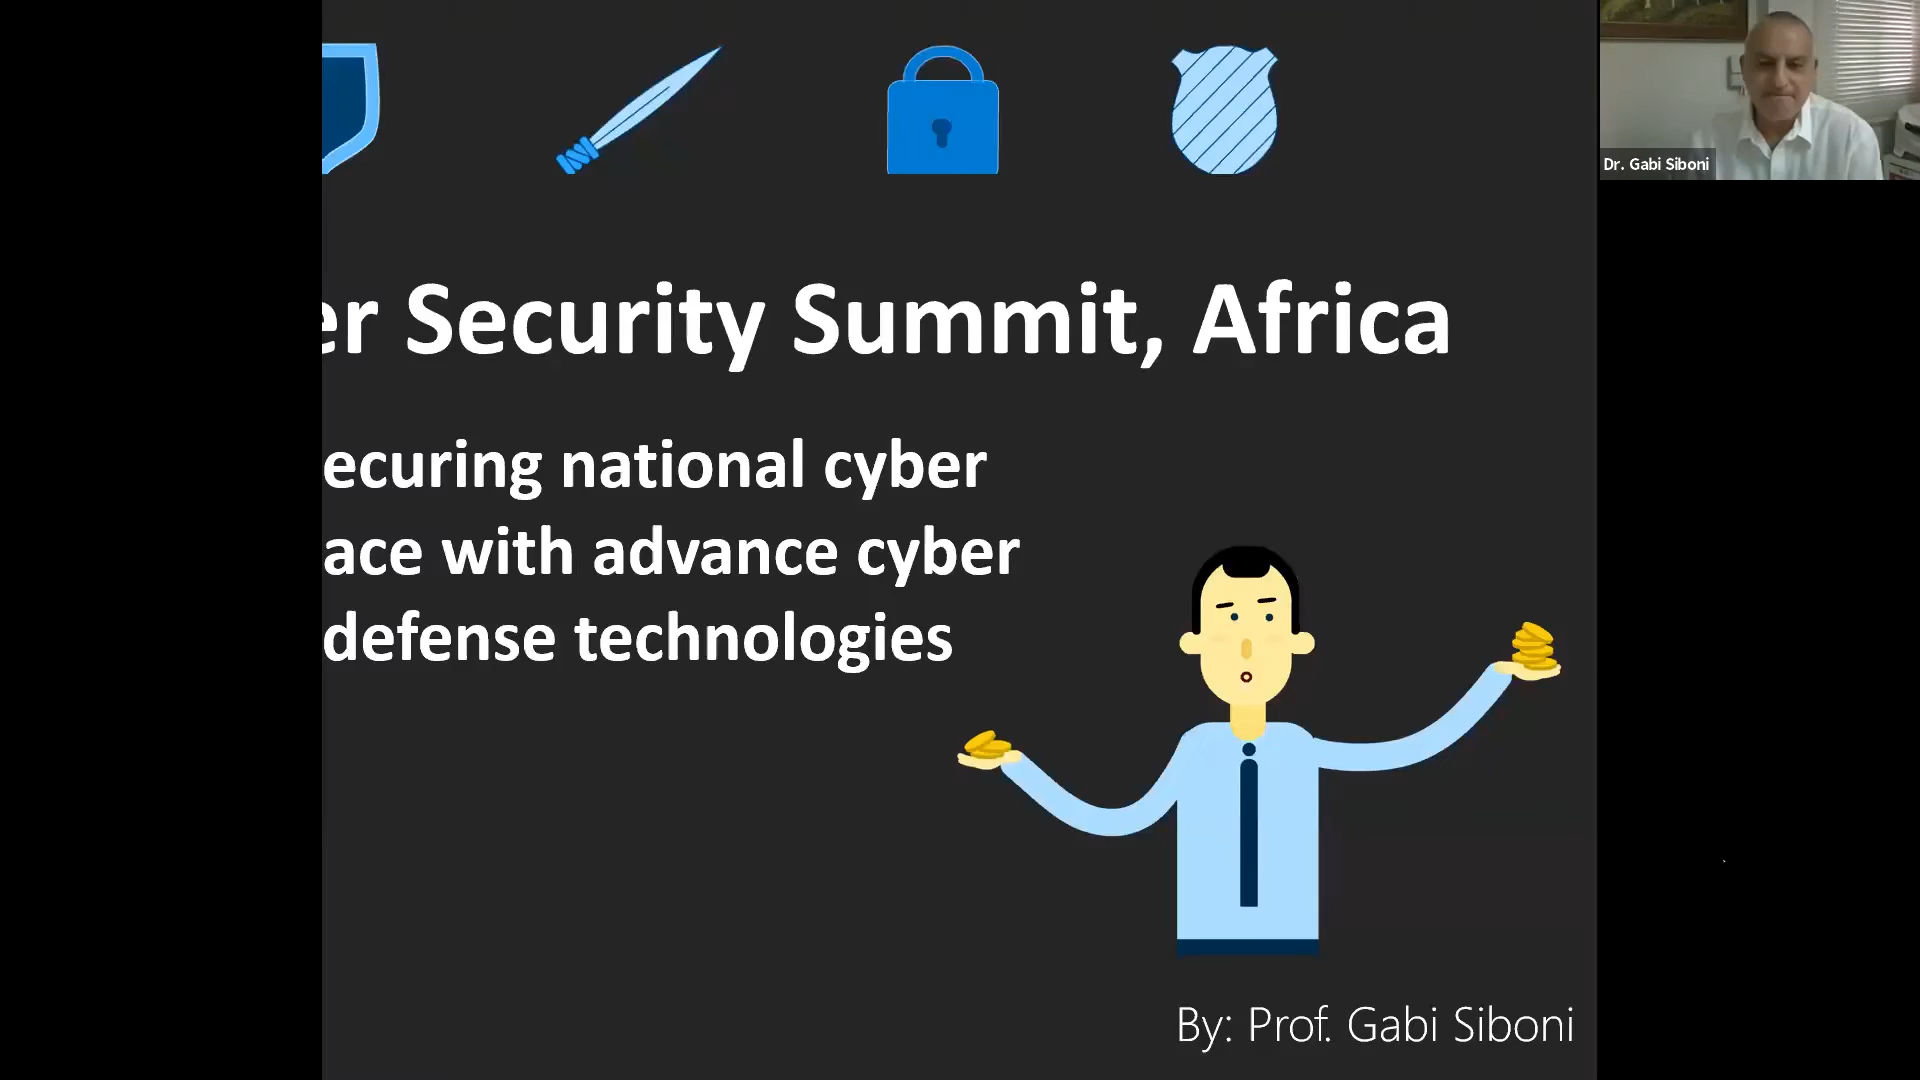 er Security Summit, Africa
ecuring national cyber
ace with advance cyber
defense technologies
By: Prof. Gabi Siboni
Dr. Gabi Siboni